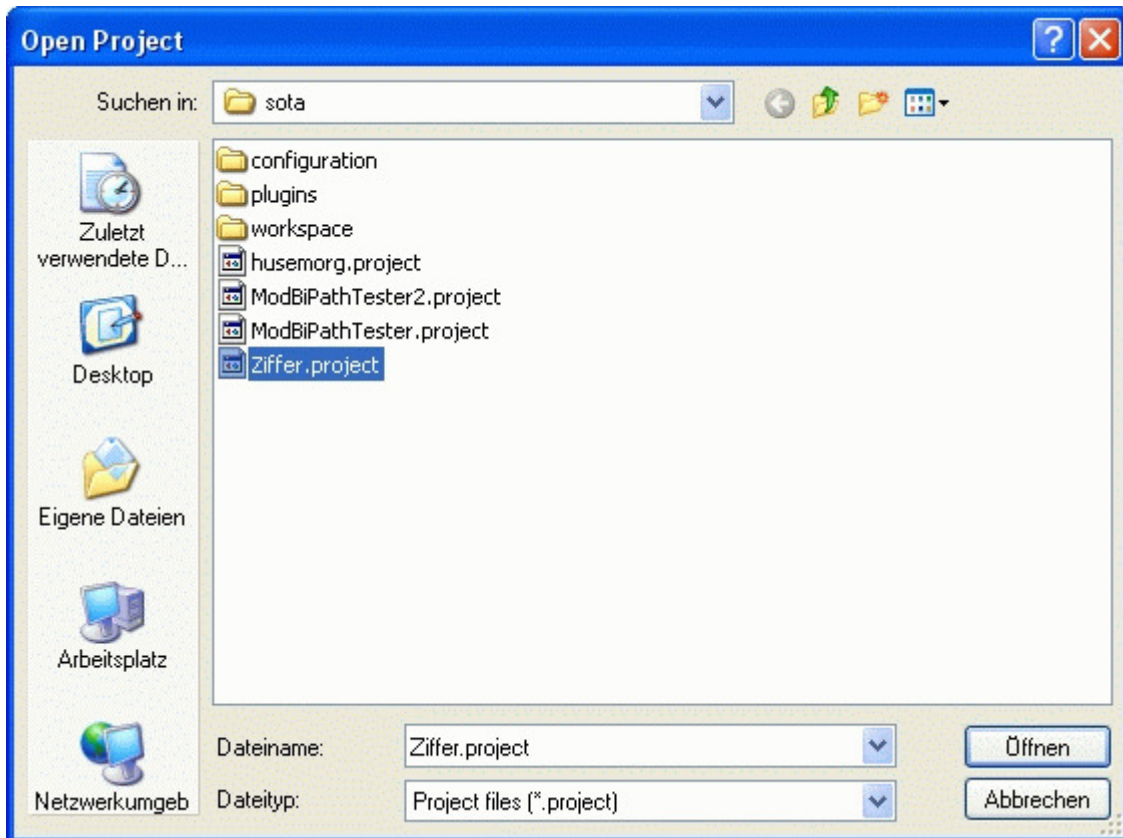 Open Project
Suchen in:
sota
Zuletzt
verwendete D...
Desktop
Eigene Dateien
Arbeitsplatz
Netzwerkumgeb
configuration
plugins
workspace
husemorg.project
ModBiPathTester2.project
ModBiPathTester.project
Ziffer.project
Dateiname:
Ziffer.project
Öffnen
Dateityp:
Project files (*.project)
Abbrechen